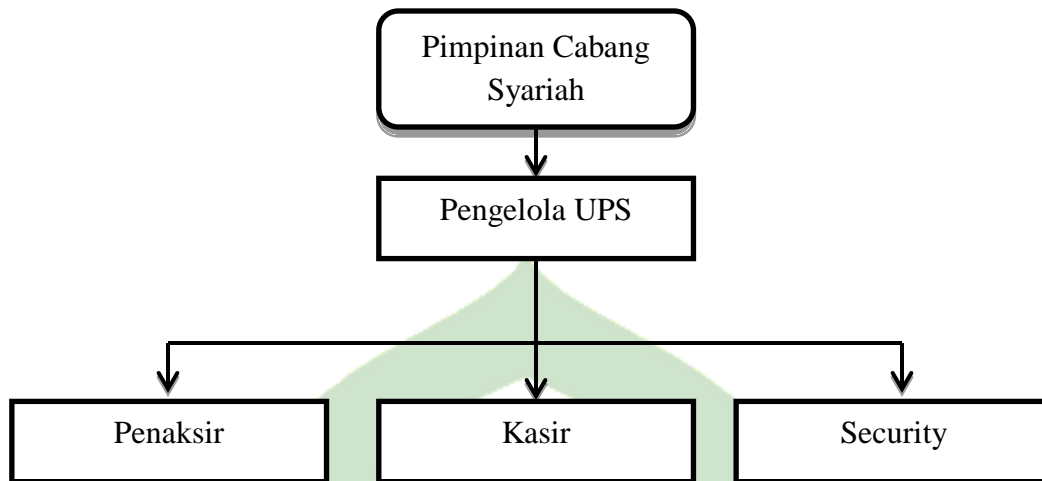 Pimpinan Cabang
Syariah
Pengelola UPS
Penaksir
Kasir
Security